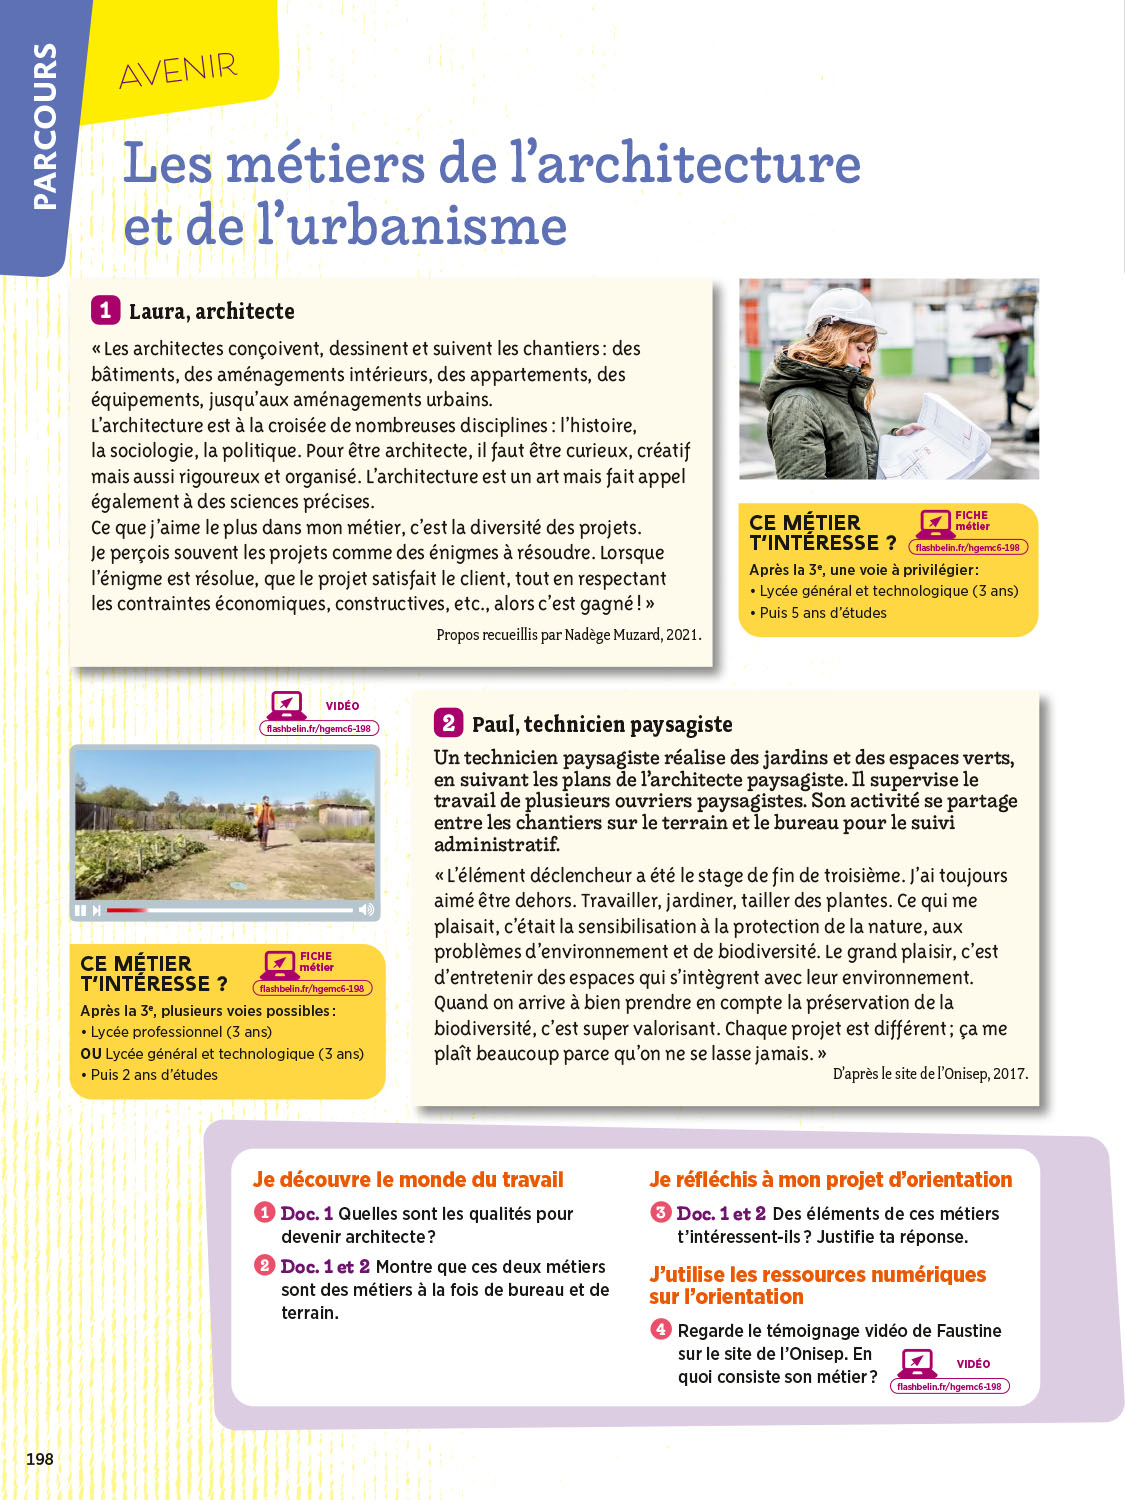 PARCOURS
AVENIR
Les métiers de l’architecture
et de l’urbanisme
1 Laura, architecte
« Les architectes conçoivent, dessinent et suivent les chantiers : des
bâtiments, des aménagements intérieurs, des appartements, des
équipements, jusqu’aux aménagements urbains.
L’architecture est à la croisée de nombreuses disciplines : l’histoire,
la sociologie, la politique. Pour être architecte, il faut être curieux, créatif
mais aussi rigoureux et organisé. L’architecture est un art mais fait appel
également à des sciences précises.
Ce que j’aime le plus dans mon métier, c’est la diversité des projets.
Je perçois souvent les projets comme des énigmes à résoudre. Lorsque
l’énigme est résolue, que le projet satisfait le client, tout en respectant
les contraintes économiques, constructives, etc., alors c’est gagné ! »
Propos recueillis par Nadège Muzard, 2021.
CE MÉTIER
T’INTÉRESSE ?
FICHE
métier
flashbelin.fr/hgemc6-198
Après la 3e, une voie à privilégier :
• Lycée général et technologique (3 ans)
• Puis 5 ans d’études
VIDÉO
flashbelin.fr/hgemc6-198
CE MÉTIER
T’INTÉRESSE ?
FICHE
métier
flashbelin.fr/hgemc6-198
Après la 3e, plusieurs voies possibles :
• Lycée professionnel (3 ans)
OU Lycée général et technologique (3 ans)
• Puis 2 ans d’études
2 Paul, technicien paysagiste
Un technicien paysagiste réalise des jardins et des espaces verts,
en suivant les plans de l’architecte paysagiste. Il supervise le
travail de plusieurs ouvriers paysagistes. Son activité se partage
entre les chantiers sur le terrain et le bureau pour le suivi
administratif.
« L’élément déclencheur a été le stage de fin de troisième. J’ai toujours
aimé être dehors. Travailler, jardiner, tailler des plantes. Ce qui me
plaisait, c’était la sensibilisation à la protection de la nature, aux
problèmes d’environnement et de biodiversité. Le grand plaisir, c’est
d’entretenir des espaces qui s’intègrent avec leur environnement.
Quand on arrive à bien prendre en compte la préservation de la
biodiversité, c’est super valorisant. Chaque projet est différent ; ça me
plaît beaucoup parce qu’on ne se lasse jamais. »
D’après le site de l’Onisep, 2017.
Je découvre le monde du travail
1 Doc. 1 Quelles sont les qualités pour
devenir architecte ?
2 Doc. 1 et 2 Montre que ces deux métiers
sont des métiers à la fois de bureau et de
terrain.
Je réfléchis à mon projet d’orientation
3 Doc. 1 et 2 Des éléments de ces métiers
t’intéressent-ils ? Justifie ta réponse.
J’utilise les ressources numériques
sur l’orientation
4 Regarde le témoignage vidéo de Faustine
sur le site de l’Onisep. En
quoi consiste son métier ?
VIDÉO
flashbelin.fr/hgemc6-198
198